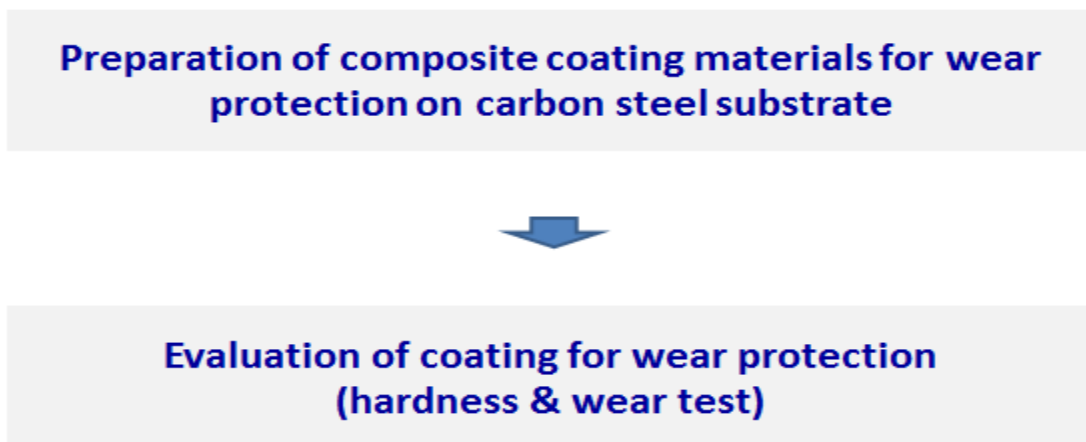 Preparation of composite coating materials for wear
protection on carbon steel substrate
Evaluation of coating for wear protection
(hardness & wear test)